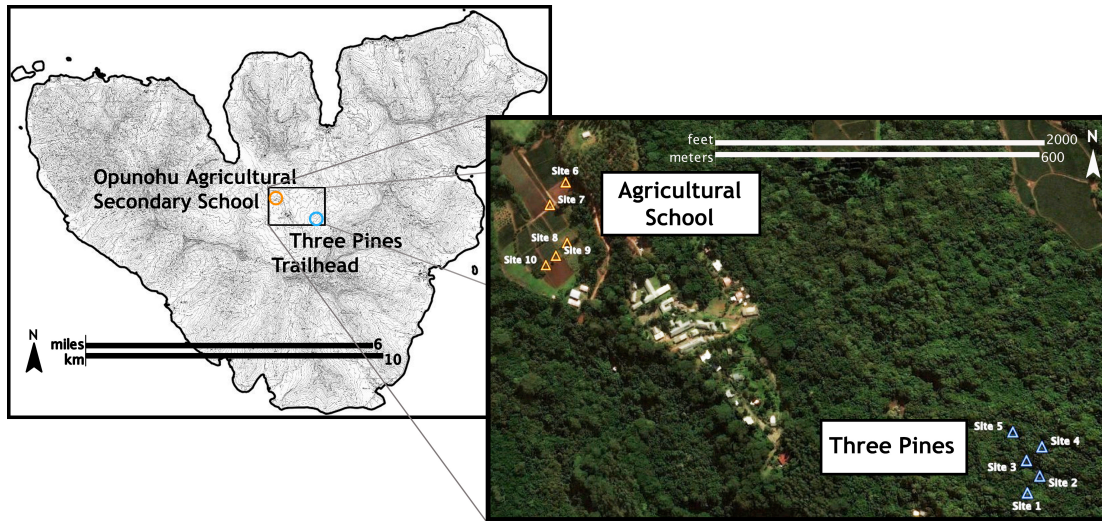 Opunohu Agricultural
Secondary School
Three Pines
Trailhead
N
miles
6
km
10
feet
2000
meters
600
N
Site 6
Site 7
Agricultural
School
Site 8
Site 9
Site 10
Three Pines
Site 5
Site 4
Site 3
Site 2
Site 1